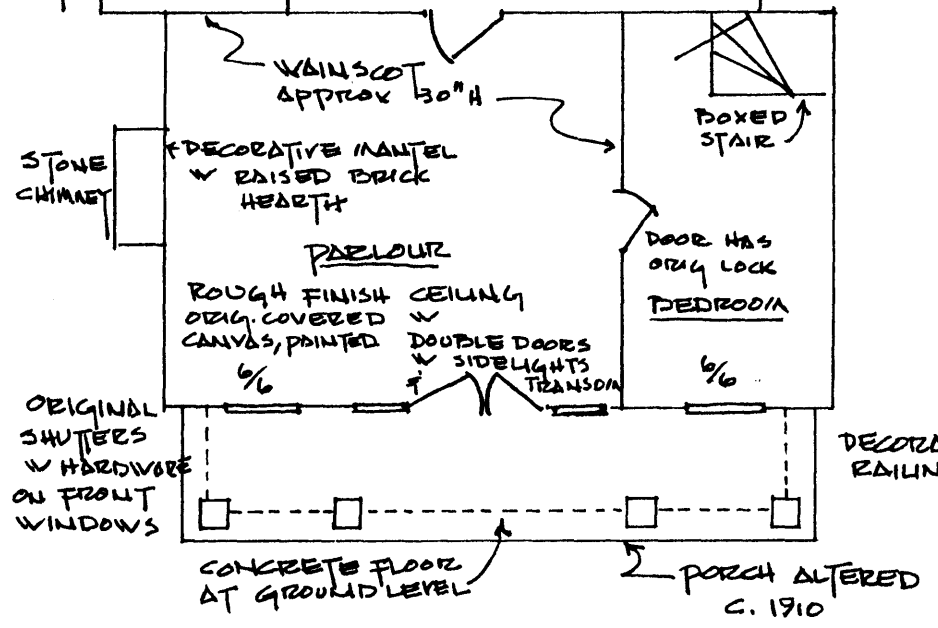 WAINSCOT
APPROX 30" H
BOXED
STAIR
STONE
CHIMNEY
DECORATIVE MANTEL
W RAISED BRICK
HEARTH
PARLOUR
DOOR HAS
ORIG LOCK
BEDROOM
ROUGH FINISH CEILING
ORIG. COVERED W
CANVAS, PAINTED
DOUBLE DOORS
W SIDELIGHTS
& TRANSOM
6/6
6/6
ORIGINAL
SHUTTERS
W HARDWARE
ON FRONT
WINDOWS
DECORA
RAILIN
CONCRETE FLOOR
AT GROUND LEVEL
PORCH ALTERED
C. 1910